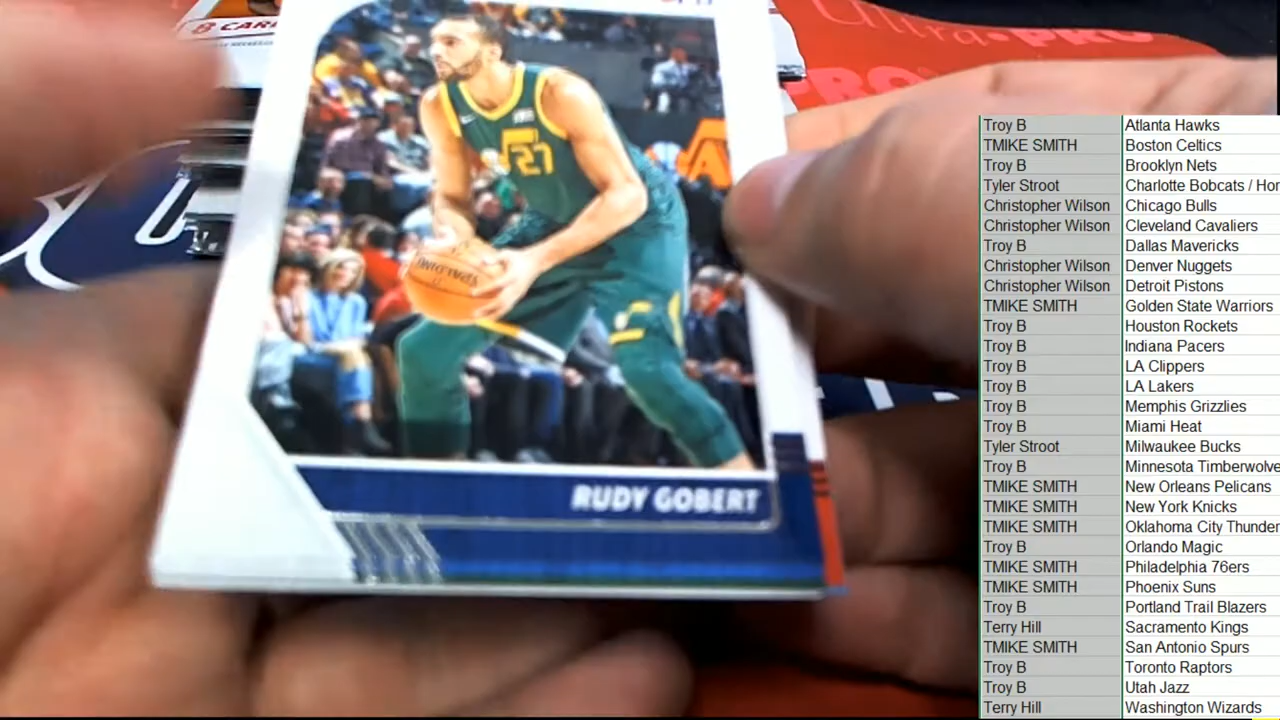 B CAR
Ultra PRO
PRO
27
RUDY GOBERT
Troy B Atlanta Hawks
TMIKE SMITH Boston Celtics
Troy B Brooklyn Nets
Tyler Stroot Charlotte Bobcats / Hor
Christopher Wilson Chicago Bulls
Christopher Wilson Cleveland Cavaliers
Troy B Dallas Mavericks
Christopher Wilson Denver Nuggets
Christopher Wilson Detroit Pistons
TMIKE SMITH Golden State Warriors
Troy B Houston Rockets
Troy B Indiana Pacers
Troy B LA Clippers
Troy B LA Lakers
Troy B Memphis Grizzlies
Troy B Miami Heat
Tyler Stroot Milwaukee Bucks
Troy B Minnesota Timberwolve
TMIKE SMITH New Orleans Pelicans
TMIKE SMITH New York Knicks
TMIKE SMITH Oklahoma City Thunder
Troy B Orlando Magic
TMIKE SMITH Philadelphia 76ers
TMIKE SMITH Phoenix Suns
Troy B Portland Trail Blazers
Terry Hill Sacramento Kings
TMIKE SMITH San Antonio Spurs
Troy B Toronto Raptors
Troy B Utah Jazz
Terry Hill Washington Wizards